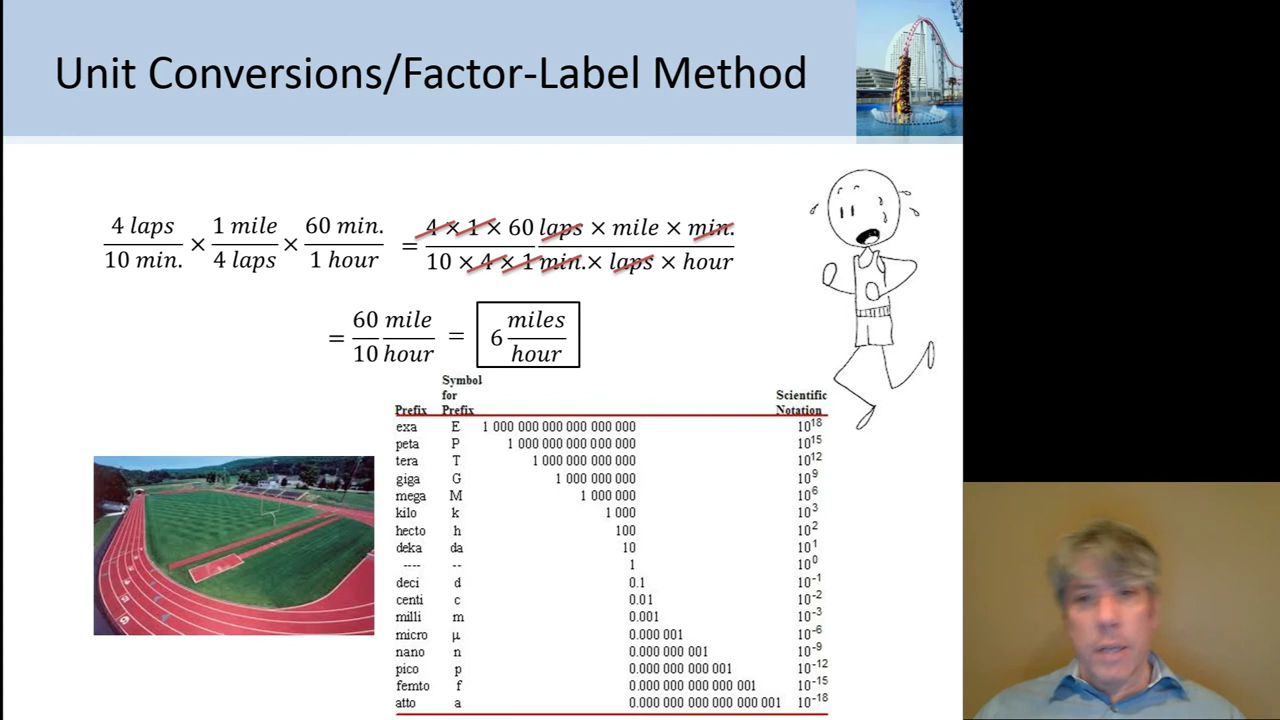 Unit Conversions/Factor-Label Method
4 laps / 10 min. × 1 mile / 4 laps × 60 min. / 1 hour = 4 × 1 × 60 laps × mile × min. / 10 × 4 × 1 min. × laps × hour
= 60 mile / 10 hour = 6 miles / hour
Prefix Symbol for Prefix Scientific Notation
exa E 1 000 000 000 000 000 000 10^18
peta P 1 000 000 000 000 000 10^15
tera T 1 000 000 000 000 10^12
giga G 1 000 000 000 10^9
mega M 1 000 000 10^6
kilo k 1 000 10^3
hecto h 100 10^2
deka da 10 10^1
---- -- 1 10^0
deci d 0.1 10^-1
centi c 0.01 10^-2
milli m 0.001 10^-3
micro µ 0.000 001 10^-6
nano n 0.000 000 001 10^-9
pico p 0.000 000 000 001 10^-12
femto f 0.000 000 000 000 001 10^-15
atto a 0.000 000 000 000 000 001 10^-18